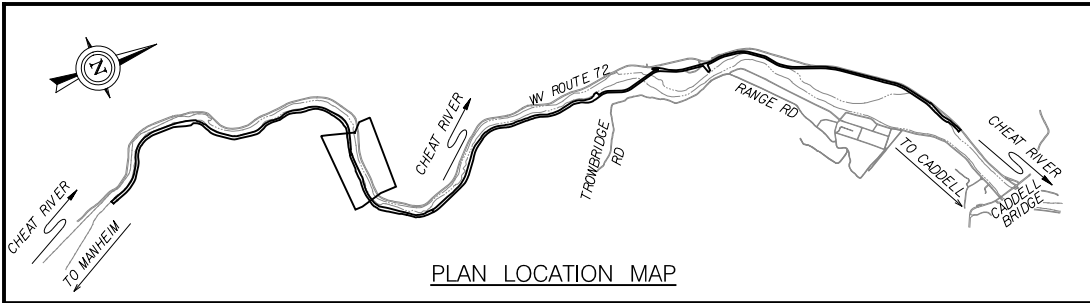 N
CHEAT RIVER
TO MANHEIM
CHEAT RIVER
WV ROUTE 72
TROWBRIDGE
RD
RANGE RD
TO CADDELL
CHEAT RIVER
CADDELL
BRIDGE
PLAN LOCATION MAP